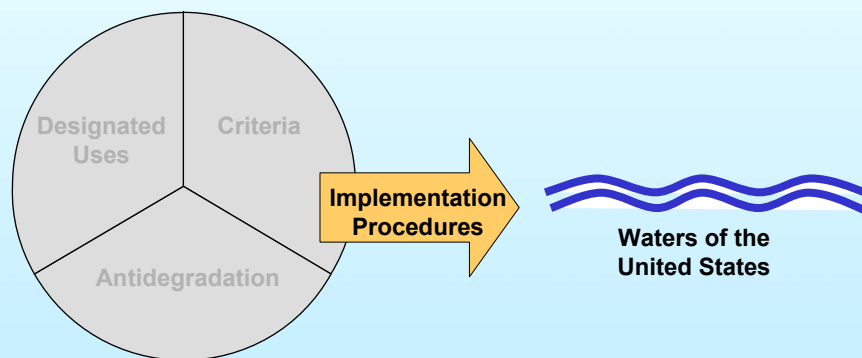 Designated
Uses
Criteria
Antidegradation
Implementation
Procedures
Waters of the
United States